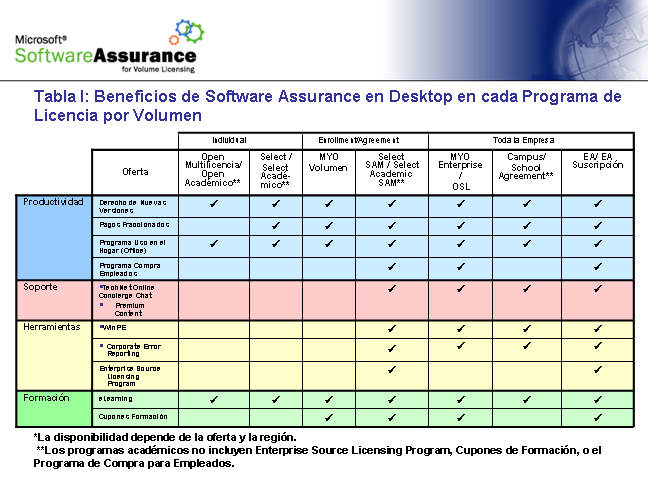 Microsoft®
SoftwareAssurance
for Volume Licensing
Tabla I: Beneficios de Software Assurance en Desktop en cada Programa de
Licencia por Volumen
Individual Enrollment/Agreement Toda la Empresa
Oferta
Open
Multilicencia/
Open
Académico**
Select /
Select
Acadé-
mico**
MYO
Volumen
Select
SAM / Select
Academic
SAM**
MYO
Enterprise
/
OSL
Campus/
School
Agreement**
EA/ EA
Suscripción
Productividad
Derecho de Nuevas
Versiones
✓ ✓ ✓ ✓ ✓ ✓ ✓
Pagos Fraccionados
✓ ✓ ✓ ✓ ✓ ✓
Programa Uso en el
Hogar (Office)
✓ ✓ ✓ ✓ ✓ ✓ ✓
Programa Compra
Empleados
✓ ✓ ✓
Soporte
▪TechNet Online
Concierge Chat
▪ Premium
Content
✓ ✓ ✓ ✓
Herramientas
▪WinPE
✓ ✓ ✓ ✓
▪ Corporate Error
Reporting
✓ ✓ ✓ ✓
Enterprise Source
Licensing
Program
✓ ✓
Formación
eLearning
✓ ✓ ✓ ✓ ✓ ✓ ✓
Cupones Formación
✓ ✓ ✓ ✓
*La disponibilidad depende de la oferta y la región.
**Los programas académicos no incluyen Enterprise Source Licensing Program, Cupones de Formación, o el
Programa de Compra para Empleados.